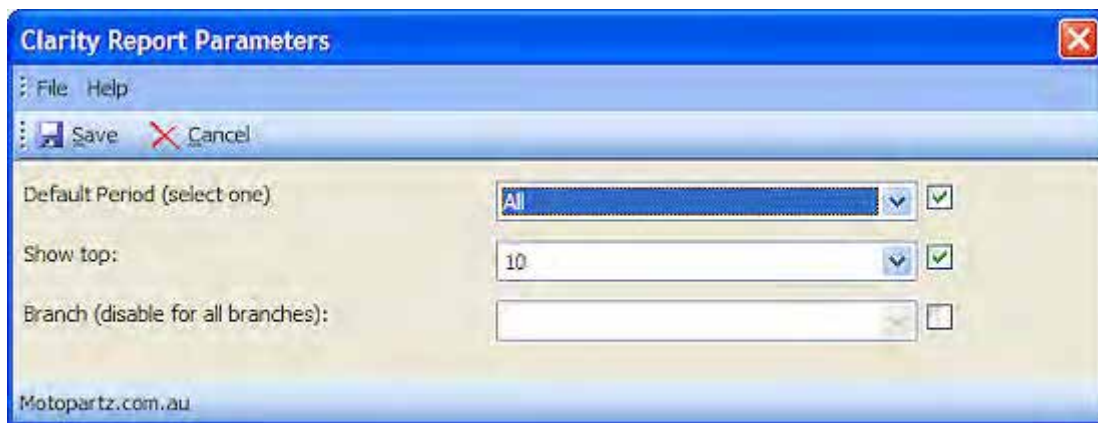 Clarity Report Parameters
File Help
Save Cancel
Default Period (select one) All
Show top: 10
Branch (disable for all branches):
Motopartz.com.au